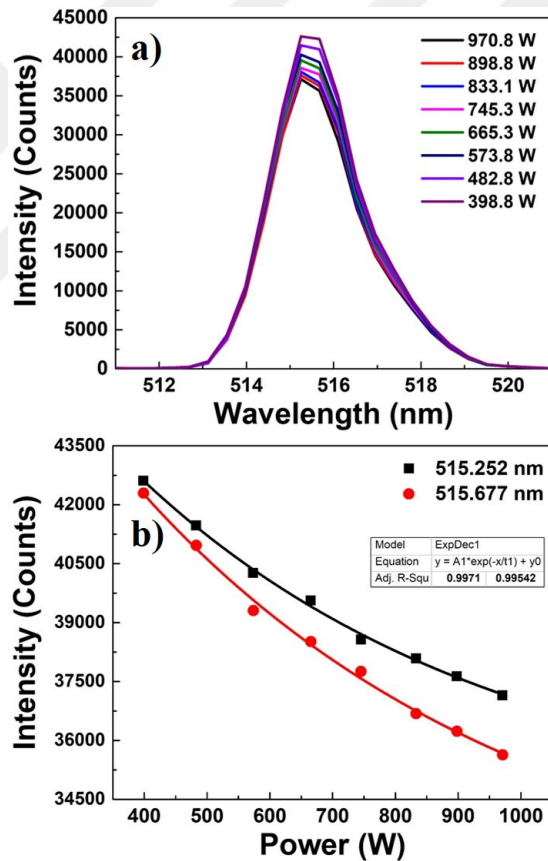 a)
Intensity (Counts)
45000
40000
35000
30000
25000
20000
15000
10000
5000
0
970.8 W
898.8 W
833.1 W
745.3 W
665.3 W
573.8 W
482.8 W
398.8 W
512 514 516 518 520
Wavelength (nm)
b)
Intensity (Counts)
43500
42000
40500
39000
37500
36000
34500
515.252 nm
515.677 nm
Model ExpDec1
Equation y = A1*exp(-x/t1) + y0
Adj. R-Squ 0.9971 0.99542
400 500 600 700 800 900 1000
Power (W)